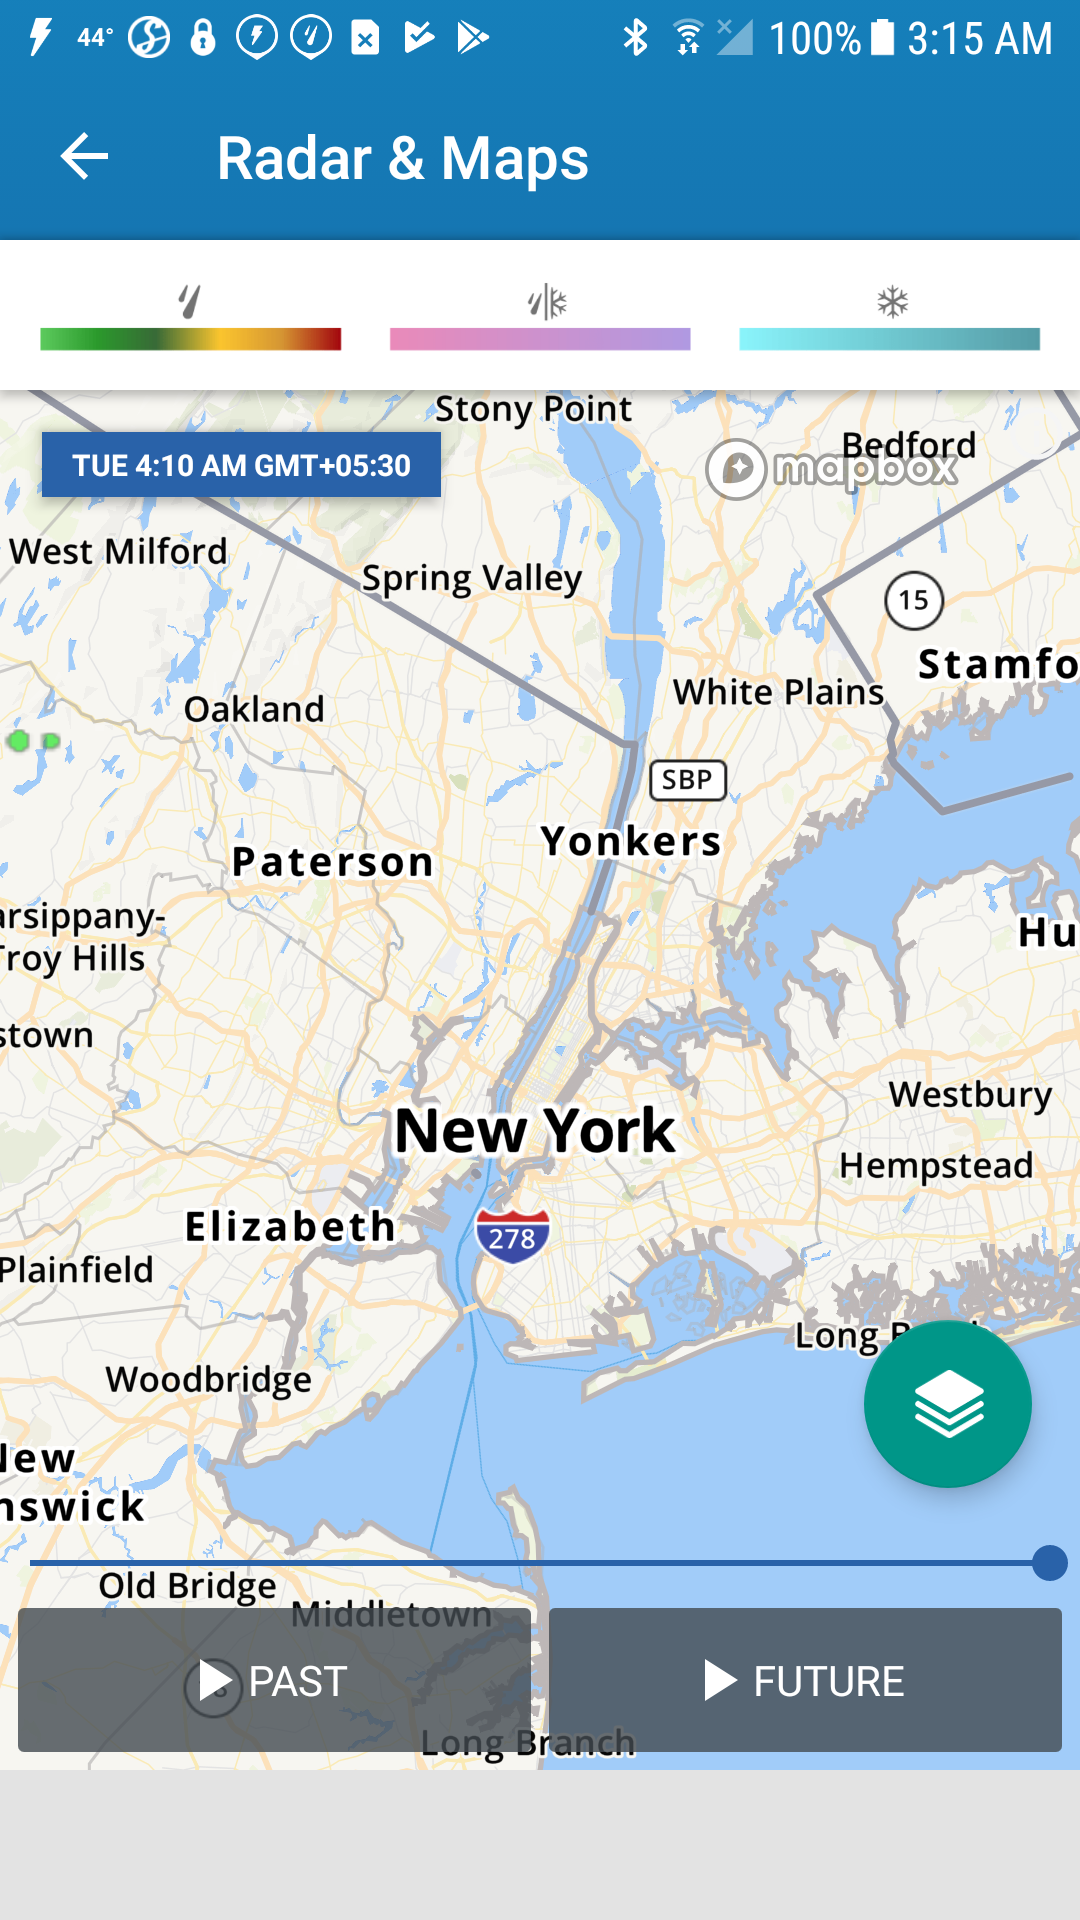 44°
100% 3:15 AM
Radar & Maps
Stony Point
Bedford
TUE 4:10 AM GMT+05:30
mapbox
West Milford
Spring Valley
15
Stamfo
White Plains
Oakland
SBP
Yonkers
Paterson
arsippany-
Troy Hills
Hu
stown
Westbury
New York
Hempstead
Elizabeth
278
Plainfield
Long B
Woodbridge
New
nswick
Old Bridge
Middletown
PAST
FUTURE
Long Branch